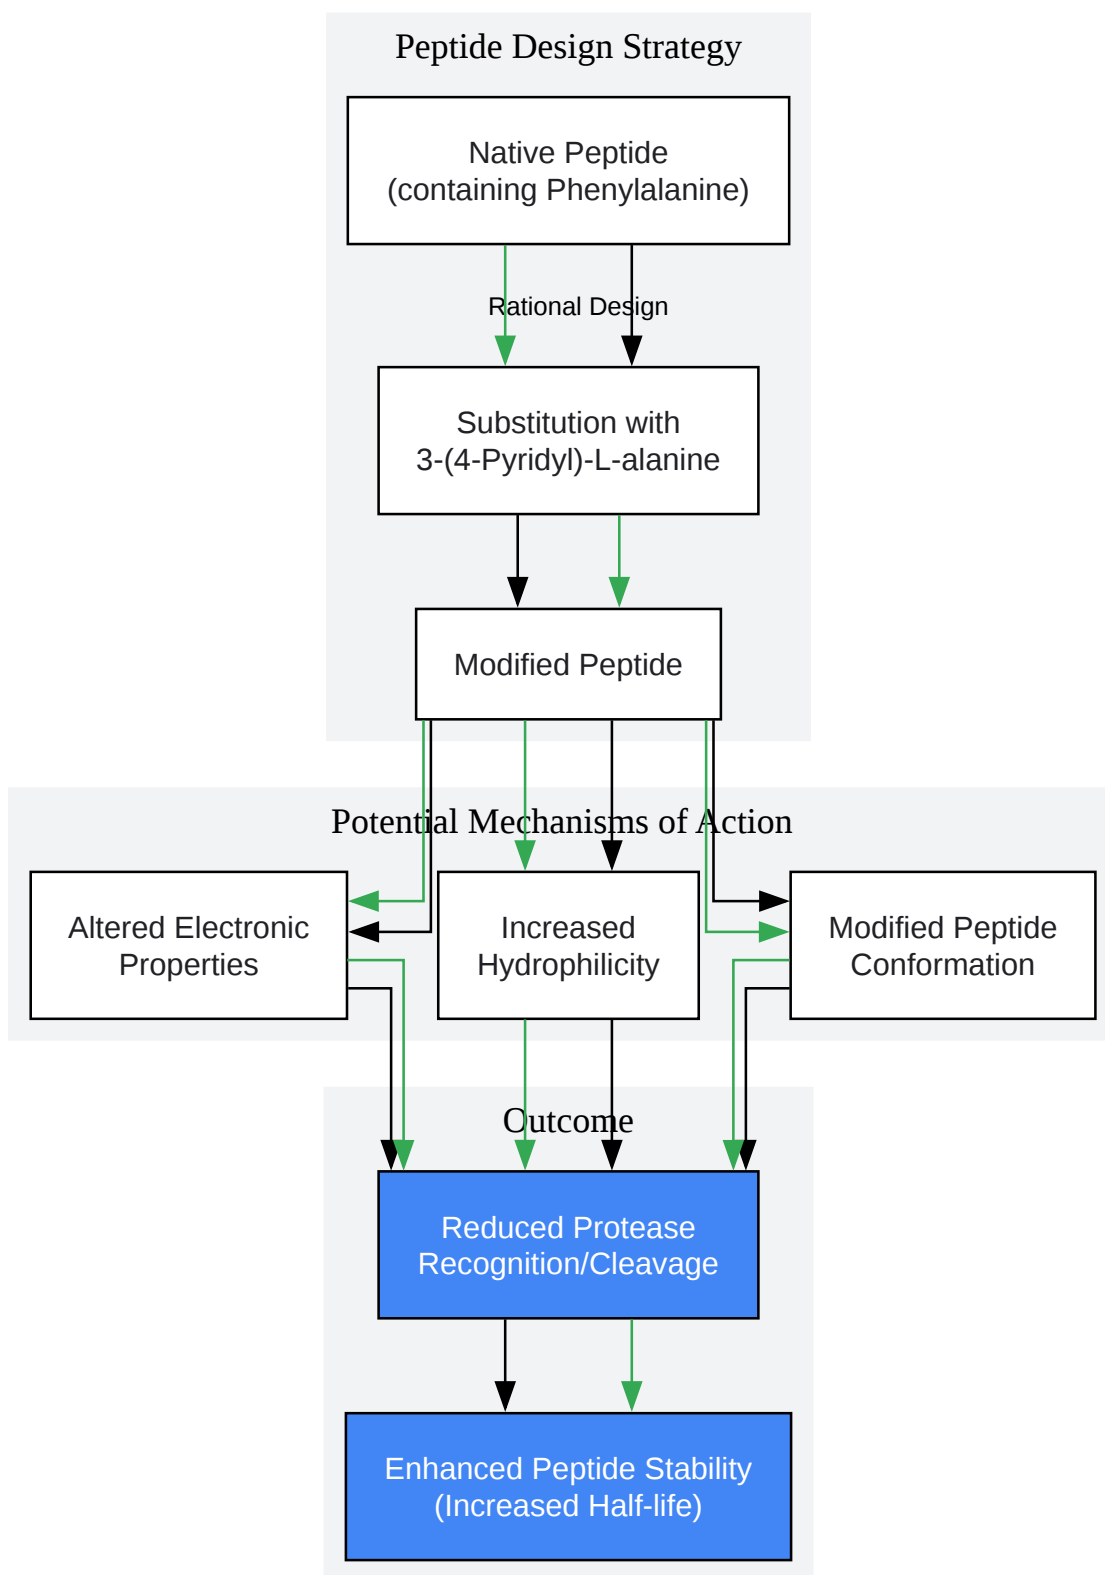 Peptide Design Strategy
Native Peptide
(containing Phenylalanine)
Rational Design
Substitution with
3-(4-Pyridyl)-L-alanine
Modified Peptide
Potential Mechanisms of Action
Altered Electronic
Properties
Increased
Hydrophilicity
Modified Peptide
Conformation
Outcome
Reduced Protease
Recognition/Cleavage
Enhanced Peptide Stability
(Increased Half-life)